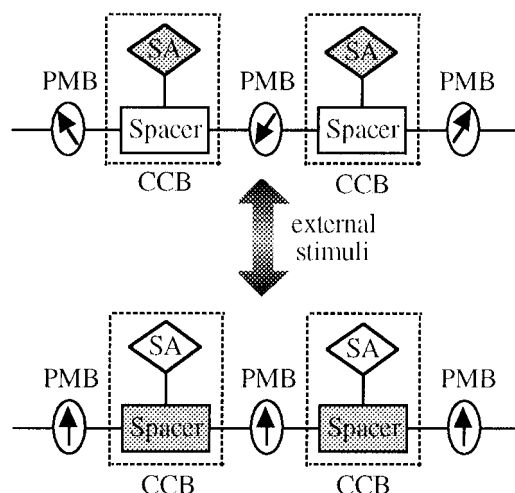 SA SA
PMB PMB PMB
Spacer Spacer
CCB CCB
external
stimuli
SA SA
PMB PMB PMB
Spacer Spacer
CCB CCB